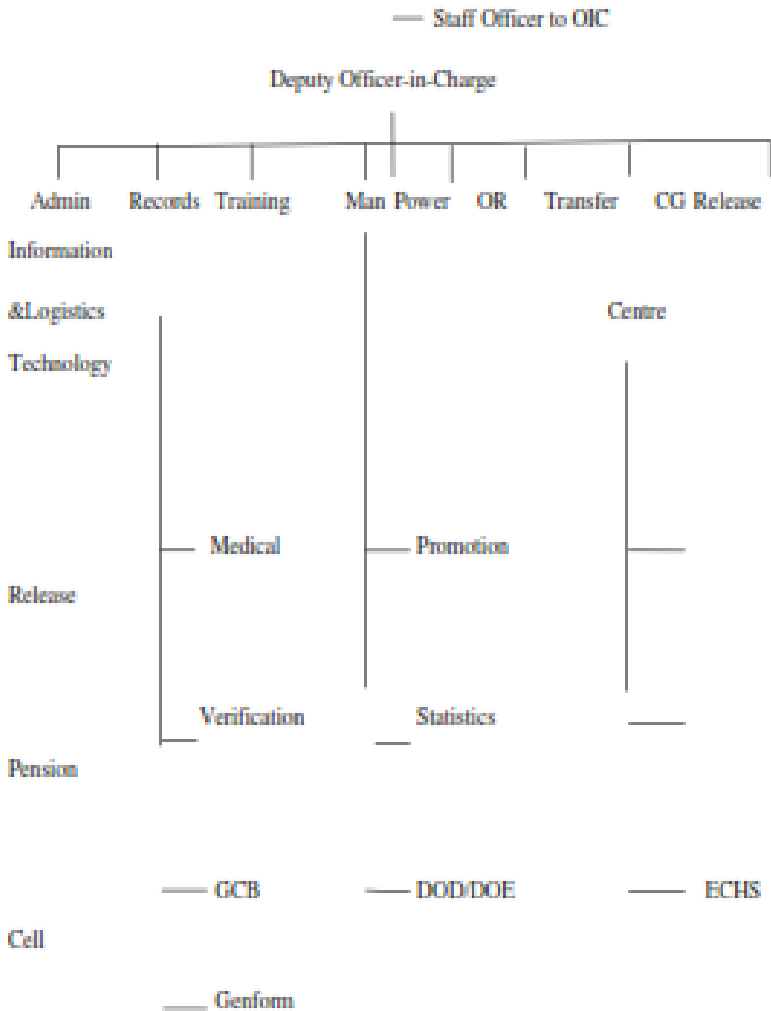 Staff Officer to OIC
Deputy Officer-in-Charge
Admin Records Training Man Power OR Transfer CG Release
Information
&Logistics Centre
Technology
Medical Promotion
Release
Verification Statistics
Pension
GCB DOD/DOE ECHS
Cell
Genform